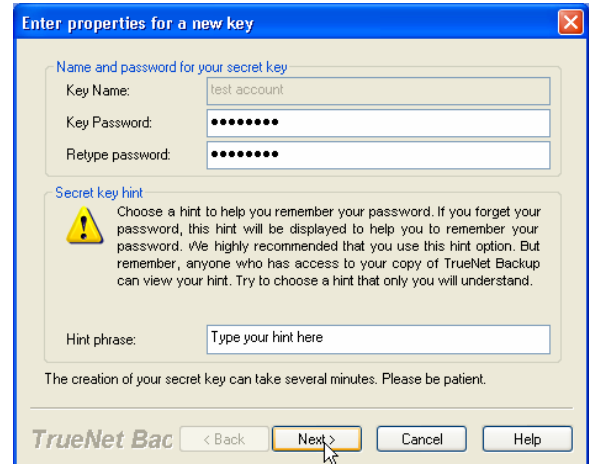 Enter properties for a new key
Name and password for your secret key
Key Name:
test account
Key Password:
●●●●●●●●
Retype password:
●●●●●●●●
Secret key hint
Choose a hint to help you remember your password. If you forget your
password, this hint will be displayed to help you to remember your
password. We highly recommended that you use this hint option. But
remember, anyone who has access to your copy of TrueNet Backup
can view your hint. Try to choose a hint that only you will understand.
Hint phrase:
Type your hint here
The creation of your secret key can take several minutes. Please be patient.
TrueNet Bac
< Back
Next >
Cancel
Help